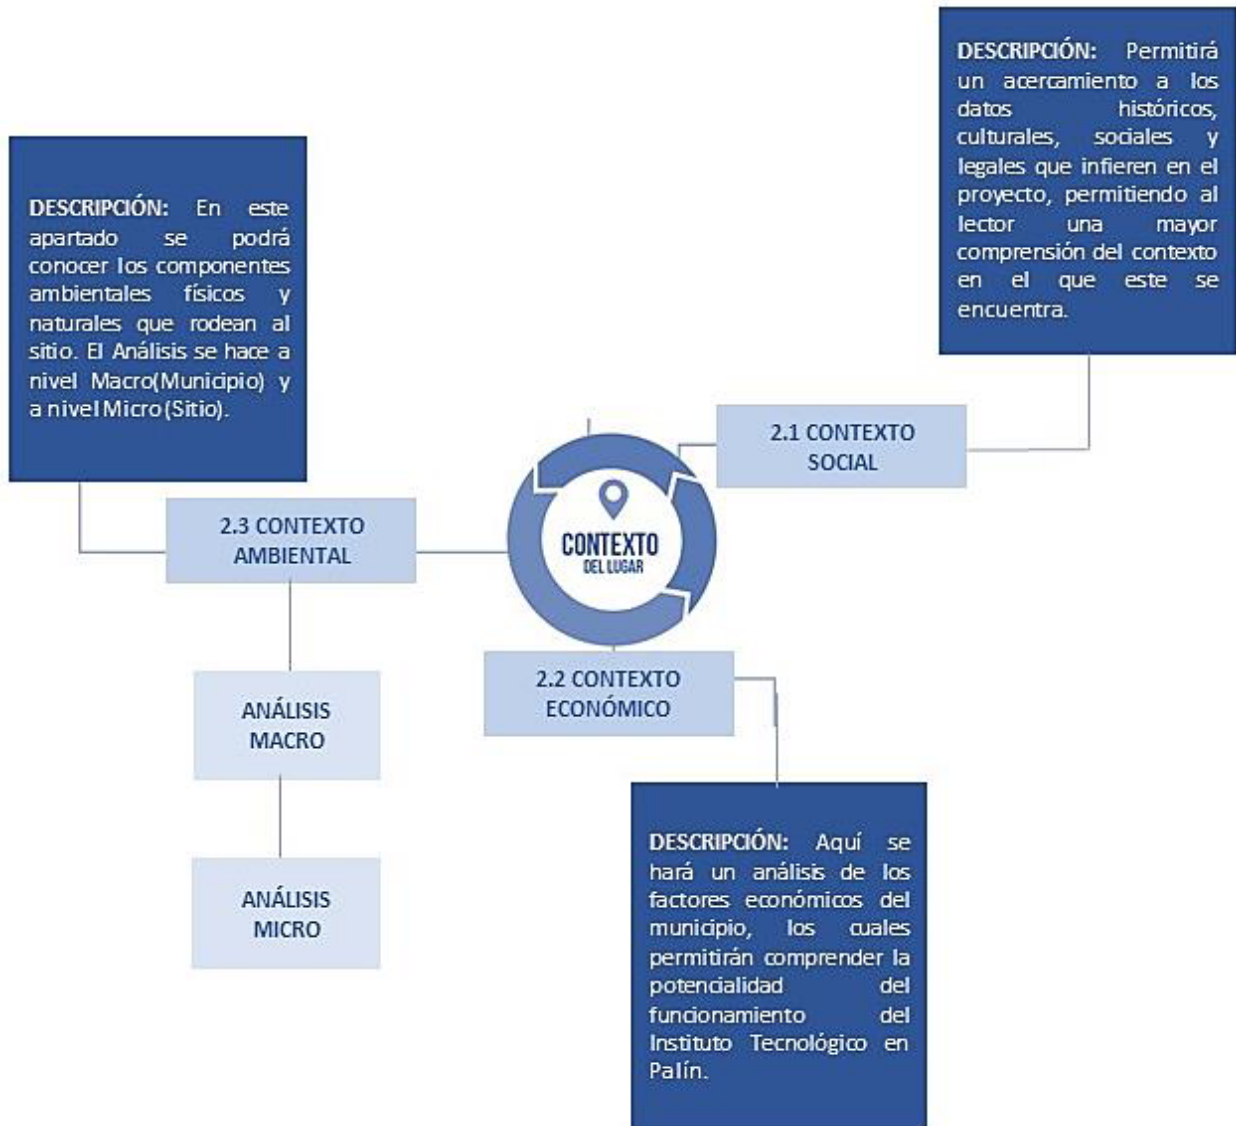 DESCRIPCIÓN: Permitirá
un acercamiento a los
datos históricos,
culturales, sociales y
legales que infieren en el
proyecto, permitiendo al
lector una mayor
comprensión del contexto
en el que este se
encuentra.
DESCRIPCIÓN: En este
apartado se podrá
conocer los componentes
ambientales físicos y
naturales que rodean al
sitio. El Análisis se hace a
nivel Macro(Municipio) y
a nivel Micro (Sitio).
2.1 CONTEXTO
SOCIAL
2.3 CONTEXTO
AMBIENTAL
CONTEXTO
DEL LUGAR
2.2 CONTEXTO
ECONÓMICO
ANÁLISIS
MACRO
ANÁLISIS
MICRO
DESCRIPCIÓN: Aquí se
hará un análisis de los
factores económicos del
municipio, los cuales
permitirán comprender la
potencialidad del
funcionamiento del
Instituto Tecnológico en
Palín.